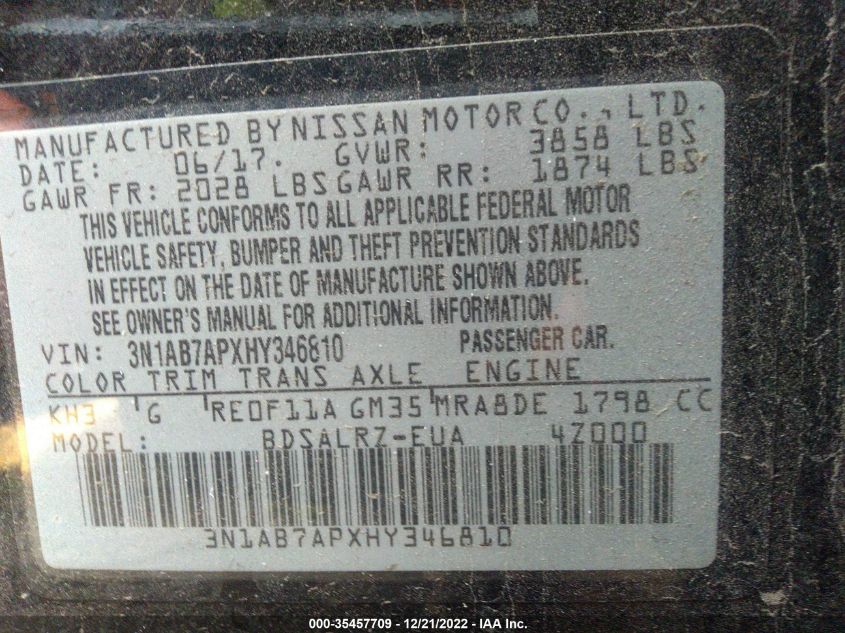 MANUFACTURED BY NISSAN MOTOR CO., LTD.
DATE: 06/17. GVWR: 3858 LBS
GAWR FR: 2028 LBS GAWR RR: 1874 LBS
THIS VEHICLE CONFORMS TO ALL APPLICABLE FEDERAL MOTOR
VEHICLE SAFETY, BUMPER AND THEFT PREVENTION STANDARDS
IN EFFECT ON THE DATE OF MANUFACTURE SHOWN ABOVE.
SEE OWNER'S MANUAL FOR ADDITIONAL INFORMATION.
VIN: 3N1AB7APXHY346810 PASSENGER CAR.
COLOR TRIM TRANS AXLE ENGINE
KH3 G RE0F11A GM35 MRA8DE 1798 CC
MODEL: BDSALRZ-EUA 4Z000
3N1AB7APXHY346810
000-35457709 - 12/21/2022 - IAA Inc.